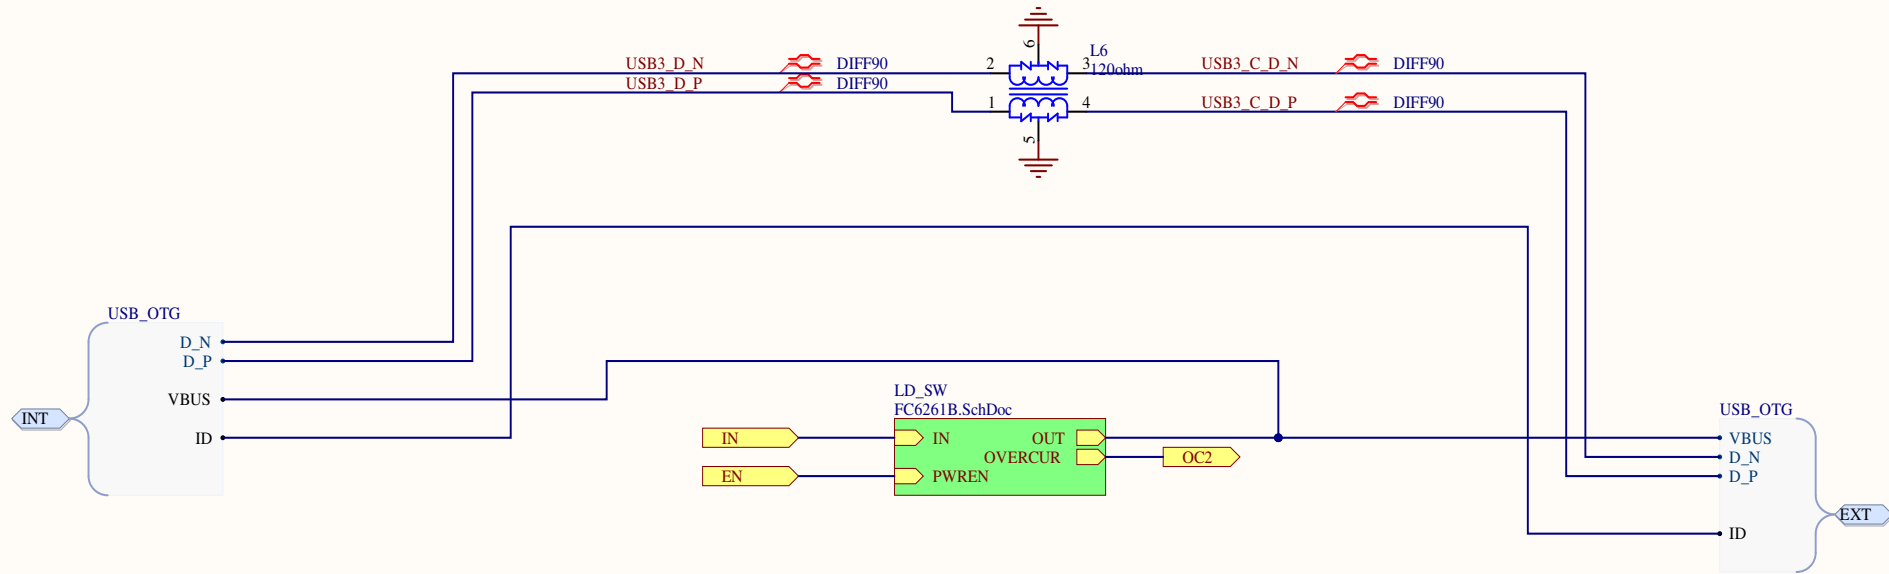 6
L6
USB3_D_N
DIFF90
2
3
120ohm
USB3_C_D_N
DIFF90
USB3_D_P
DIFF90
1
4
USB3_C_D_P
DIFF90
5
USB_OTG
D_N
D_P
VBUS
ID
INT
LD_SW
FC6261B.SchDoc
IN
IN
OUT
OVERCUR
OC2
EN
PWREN
USB_OTG
VBUS
D_N
D_P
ID
EXT